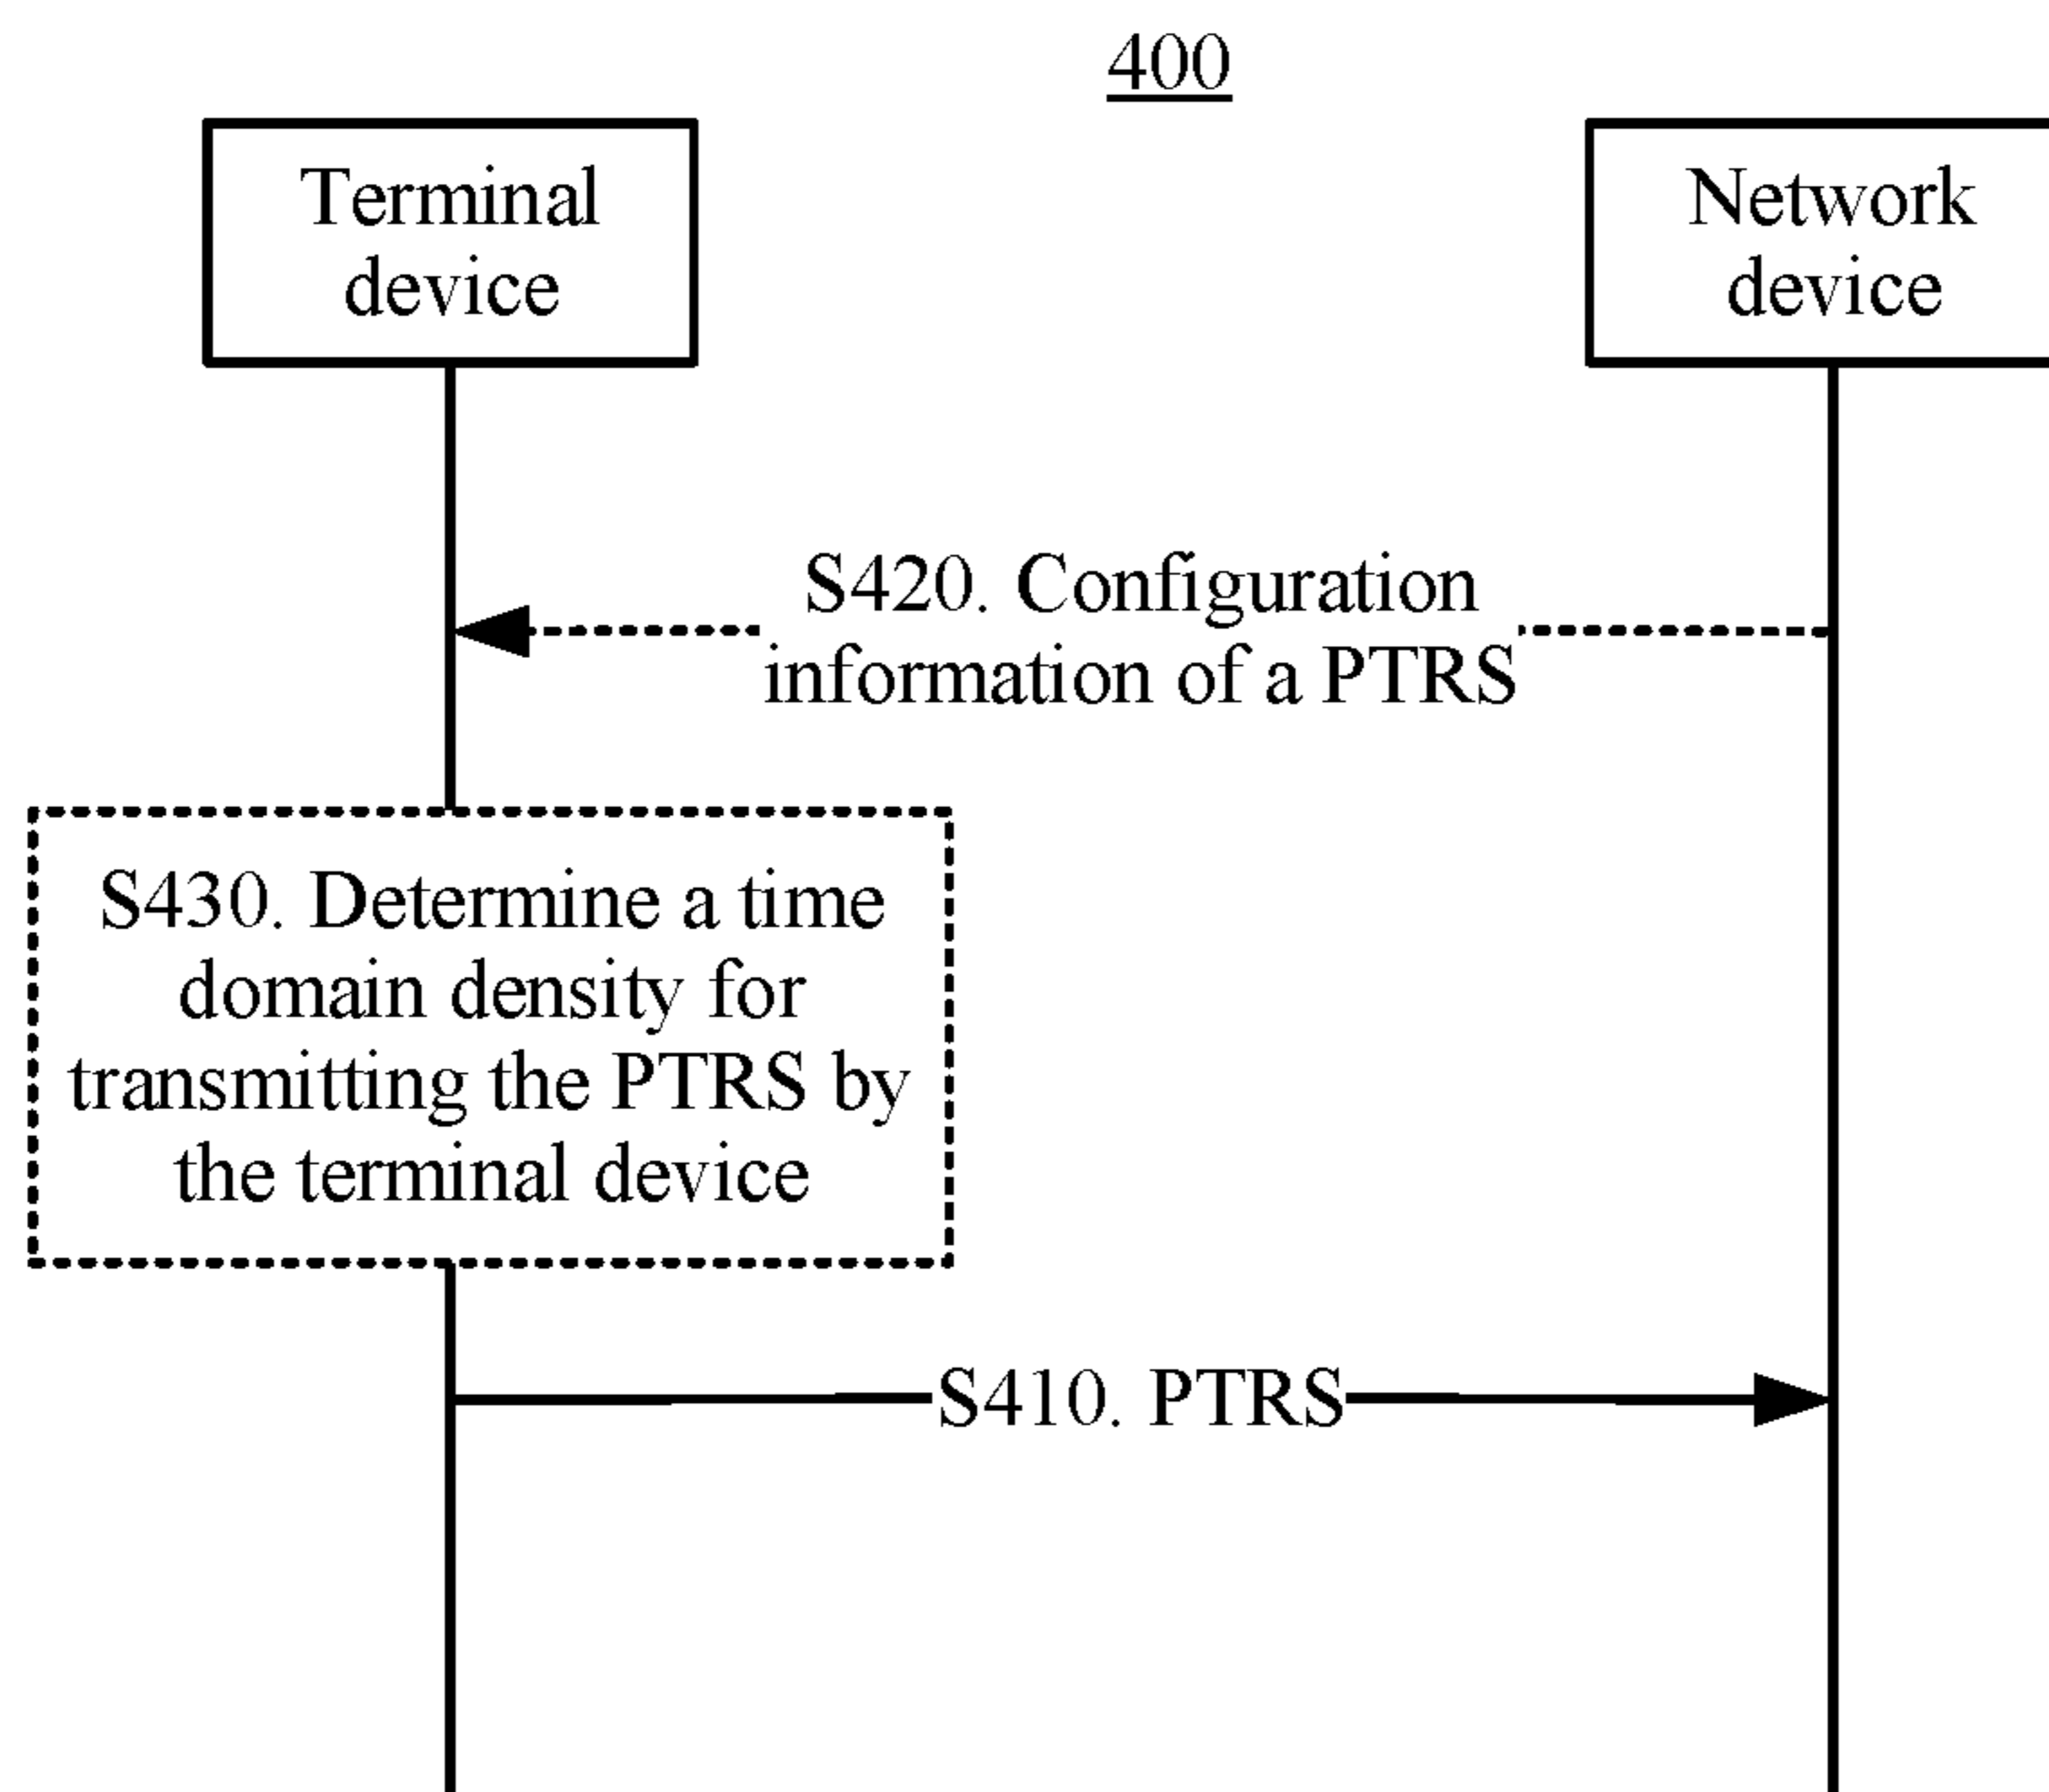 400
Terminal
device
Network
device
S420. Configuration
information of a PTRS
S430. Determine a time
domain density for
transmitting the PTRS by
the terminal device
S410. PTRS